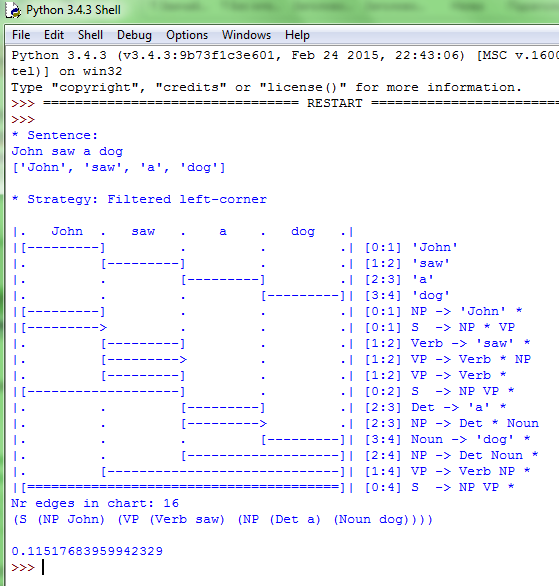 Python 3.4.3 Shell
File Edit Shell Debug Options Windows Help
Python 3.4.3 (v3.4.3:9b73f1c3e601, Feb 24 2015, 22:43:06) [MSC v.1600
tel)] on win32
Type "copyright", "credits" or "license()" for more information.
>>> ================================ RESTART ========================
>>>
* Sentence:
John saw a dog
['John', 'saw', 'a', 'dog']
* Strategy: Filtered left-corner
|.   John  .   saw   .    a    .   dog   .|
|[---------]         .         .         .| [0:1] 'John'
|.         [---------]         .         .| [1:2] 'saw'
|.         .         [---------]         .| [2:3] 'a'
|.         .         .         [---------]| [3:4] 'dog'
|[---------]         .         .         .| [0:1] NP -> 'John' *
|[--------->         .         .         .| [0:1] S  -> NP * VP
|.         [---------]         .         .| [1:2] Verb -> 'saw' *
|.         [--------->         .         .| [1:2] VP -> Verb * NP
|.         [---------]         .         .| [1:2] VP -> Verb *
|[-------------------]         .         .| [0:2] S  -> NP VP *
|.         .         [---------]         .| [2:3] Det -> 'a' *
|.         .         [--------->         .| [2:3] NP -> Det * Noun
|.         .         .         [---------]| [3:4] Noun -> 'dog' *
|.         .         [-------------------]| [2:4] NP -> Det Noun *
|.         [-----------------------------]| [1:4] VP -> Verb NP *
|[=======================================]| [0:4] S  -> NP VP *
Nr edges in chart: 16
(S (NP John) (VP (Verb saw) (NP (Det a) (Noun dog))))
0.11517683959942329
>>>